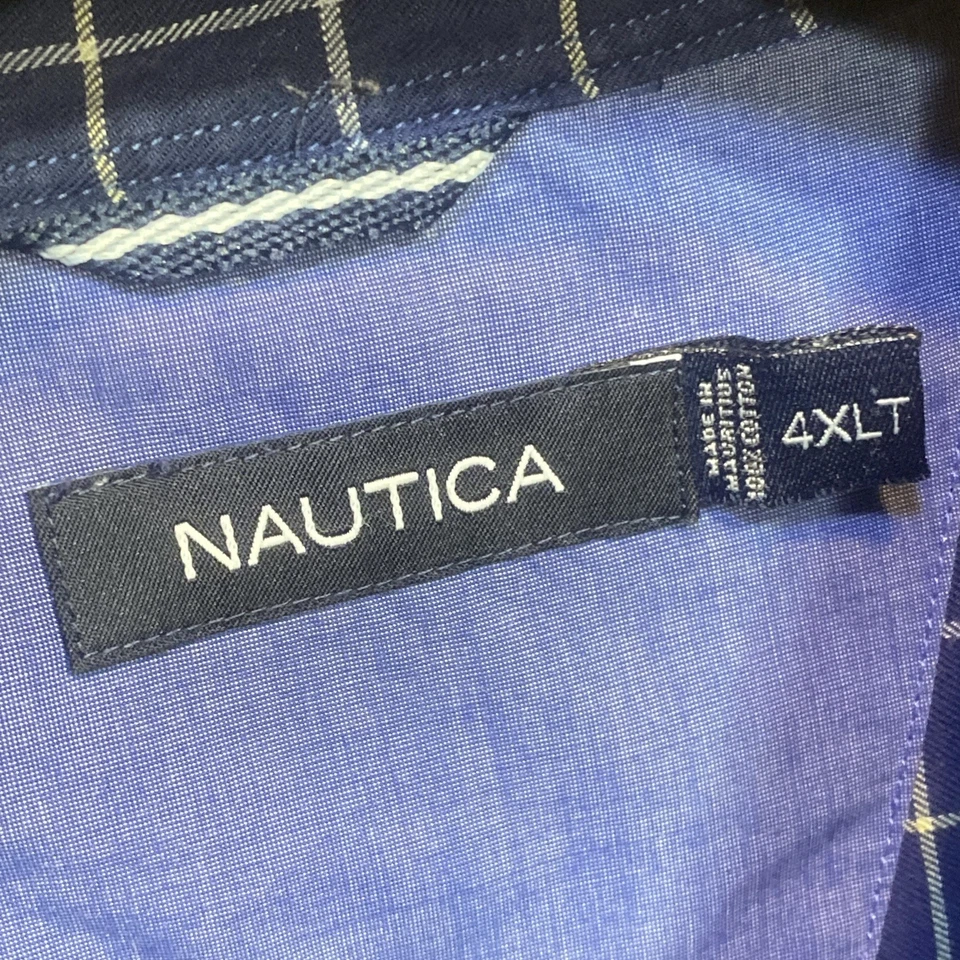 NAUTICA
MADE IN
MAURITIUS
100% COTTON
4XLT